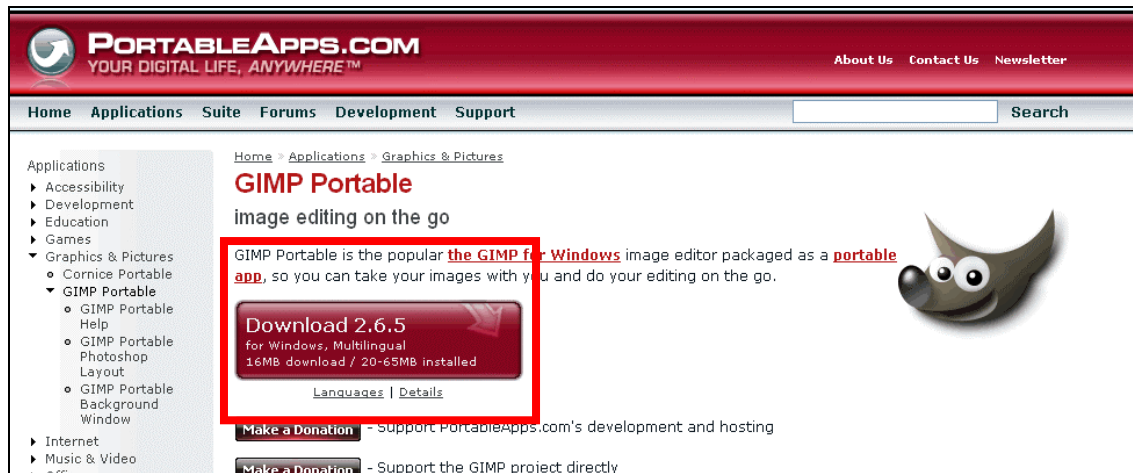 PORTABLEAPPS.COM
YOUR DIGITAL LIFE, ANYWHERE™
About Us Contact Us Newsletter
Home Applications Suite Forums Development Support
Search
Applications
Accessibility
Development
Education
Games
Graphics & Pictures
Cornice Portable
GIMP Portable
GIMP Portable
Help
GIMP Portable
Photoshop
Layout
GIMP Portable
Background
Window
Internet
Music & Video
Home » Applications » Graphics & Pictures
GIMP Portable
image editing on the go
GIMP Portable is the popular the GIMP for Windows image editor packaged as a portable
app, so you can take your images with you and do your editing on the go.
Download 2.6.5
for Windows, Multilingual
16MB download / 20-65MB installed
Languages | Details
Make a Donation - Support PortableApps.com's development and hosting
Make a Donation - Support the GIMP project directly